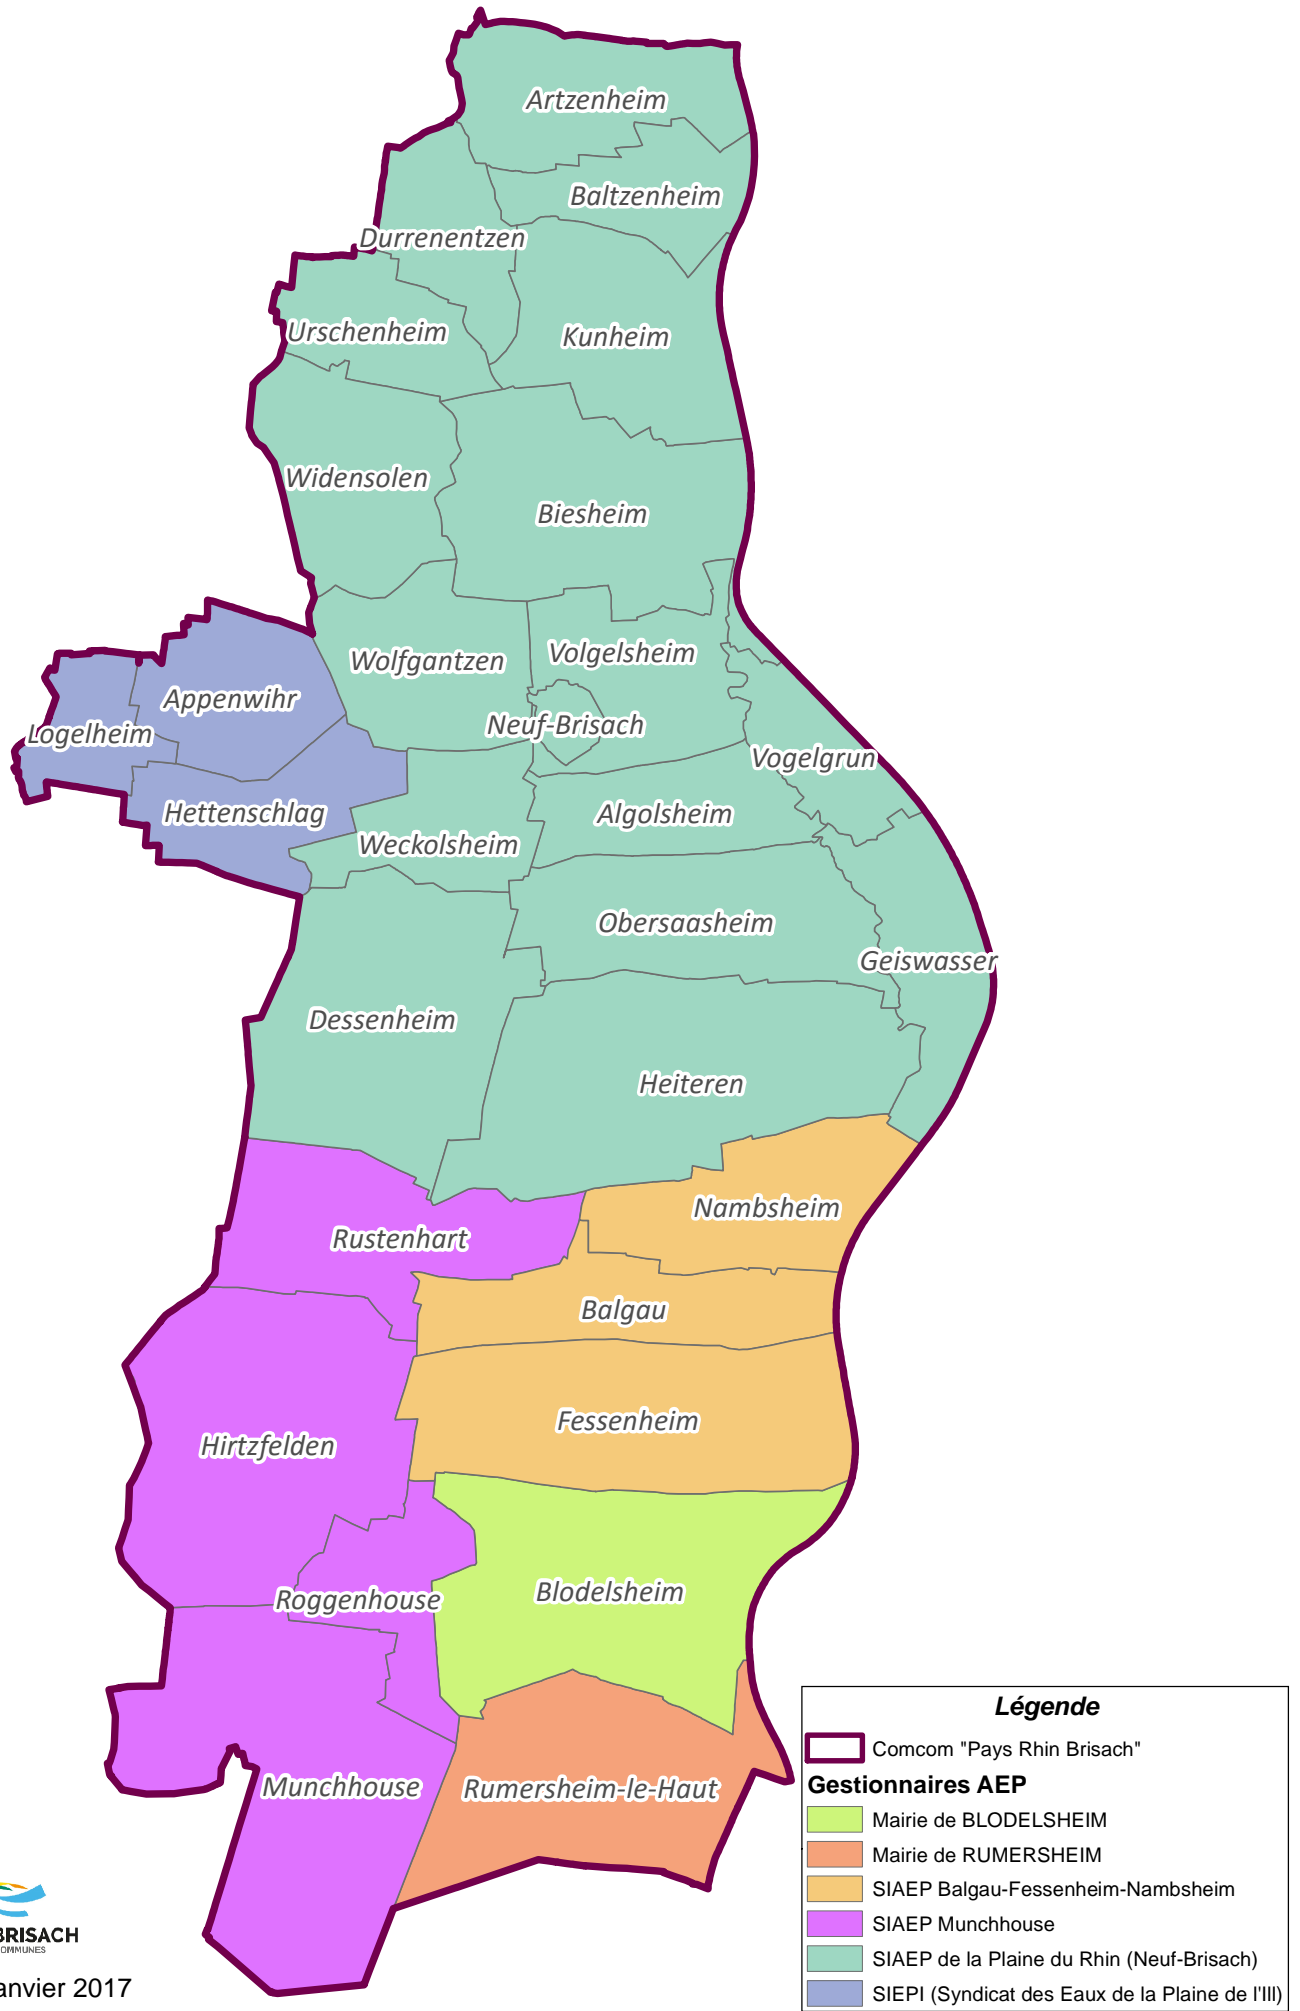 Artzenheim
Baltzenheim
Durrenentzen
Urschenheim
Kunheim
Widensolen
Biesheim
Wolfgantzen
Volgelsheim
Appenwihr
Neuf-Brisach
Logelheim
Vogelgrun
Hettenschlag
Algolsheim
Weckolsheim
Obersaasheim
Geiswasser
Dessenheim
Heiteren
Nambsheim
Rustenhart
Balgau
Fessenheim
Hirtzfelden
Blodelsheim
Roggenhouse
Munchhouse
Rumersheim-le-Haut
Légende
Comcom "Pays Rhin Brisach"
Gestionnaires AEP
Mairie de BLODELSHEIM
Mairie de RUMERSHEIM
SIAEP Balgau-Fessenheim-Nambsheim
SIAEP Munchhouse
SIAEP de la Plaine du Rhin (Neuf-Brisach)
SIEPI (Syndicat des Eaux de la Plaine de l'Ill)
BRISACH
OMMUNES
anvier 2017